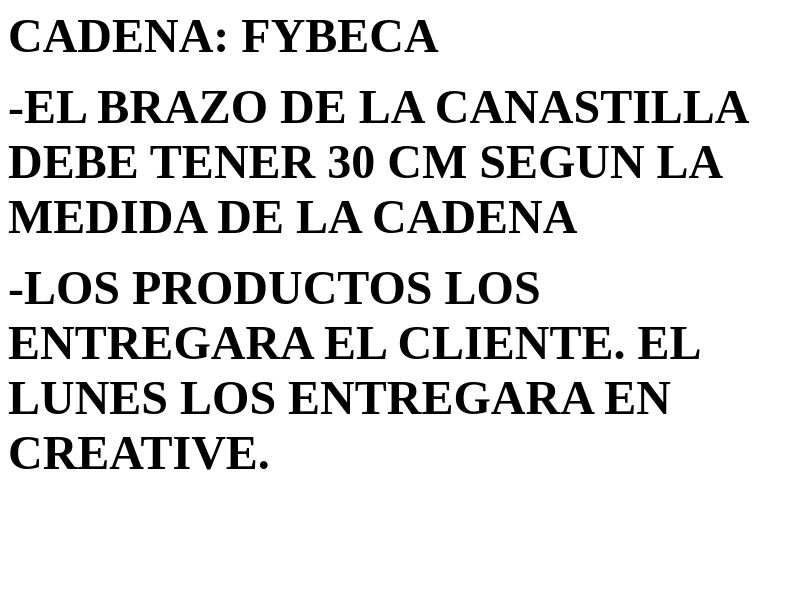 CADENA: FYBECA
-EL BRAZO DE LA CANASTILLA
DEBE TENER 30 CM SEGUN LA
MEDIDA DE LA CADENA
-LOS PRODUCTOS LOS
ENTREGARA EL CLIENTE. EL
LUNES LOS ENTREGARA EN
CREATIVE.